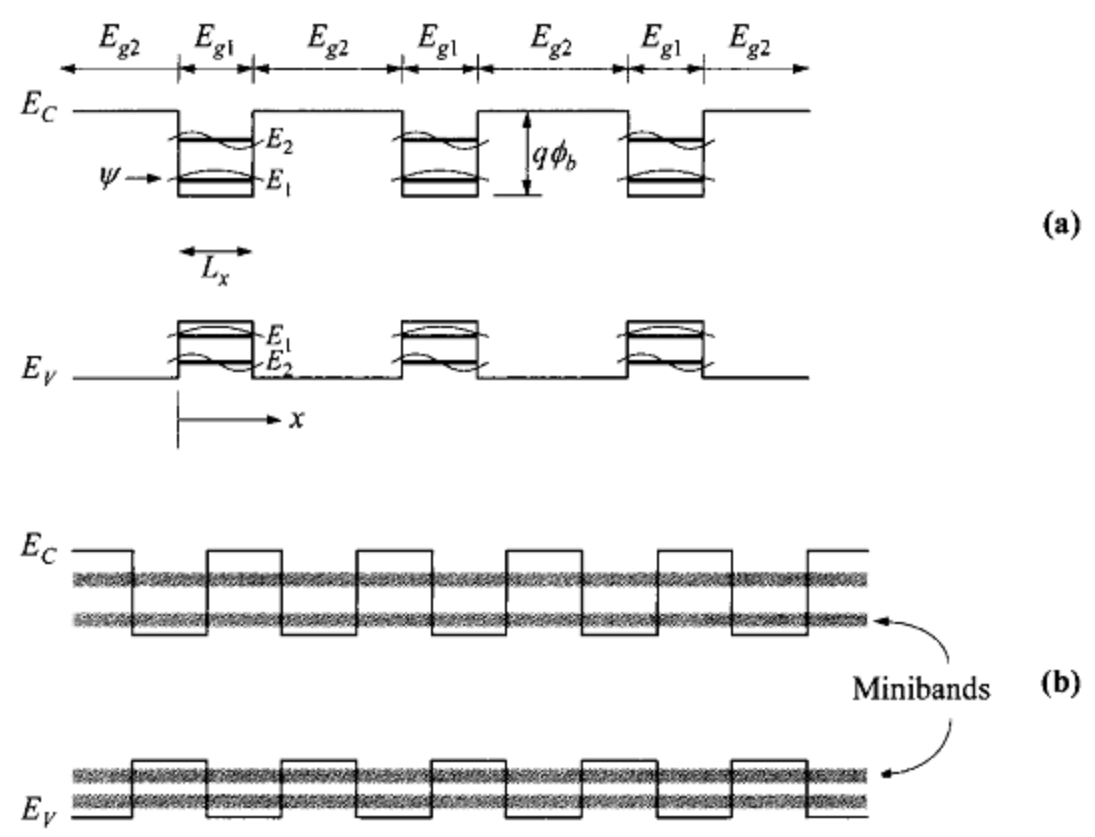 E_{g2} E_{g1} E_{g2} E_{g1} E_{g2} E_{g1} E_{g2}
E_C
E_2
qϕ_b
ψ E_1
(a)
L_x
E_1
E_V E_2
x
E_C
Minibands (b)
E_V